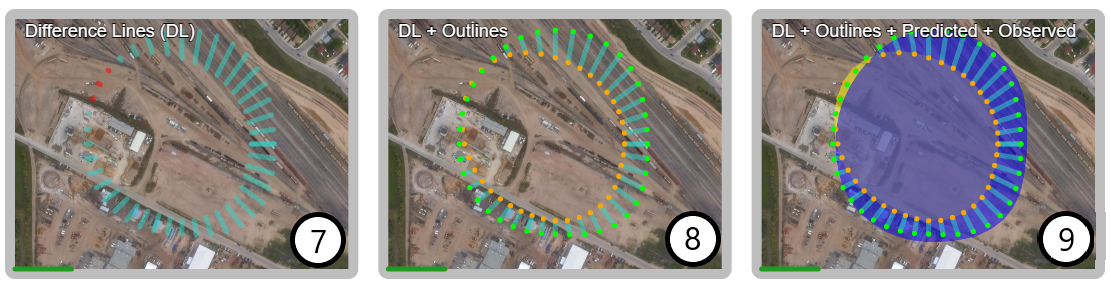 Difference Lines (DL)
DL + Outlines
DL + Outlines + Predicted + Observed
7
8
9